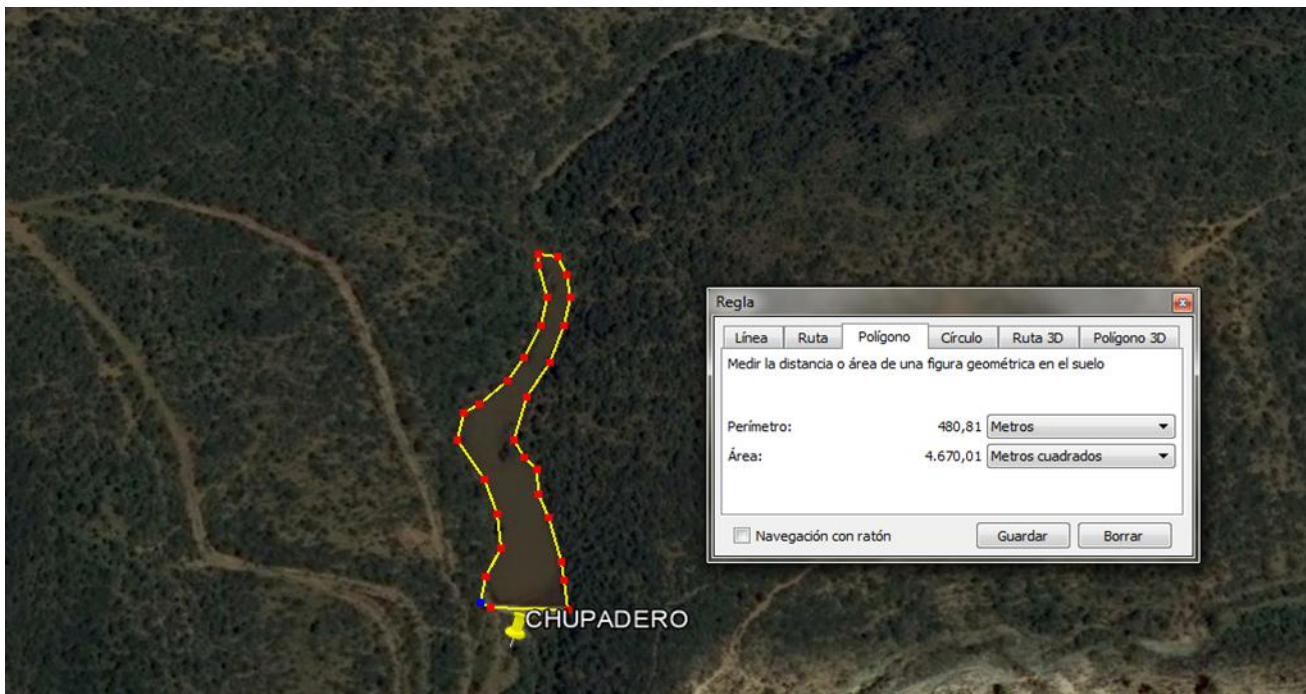 Regla
Línea Ruta Polígono Círculo Ruta 3D Polígono 3D
Medir la distancia o área de una figura geométrica en el suelo
Perímetro: 480,81 Metros
Área: 4.670,01 Metros cuadrados
Navegación con ratón Guardar Borrar
CHUPADERO